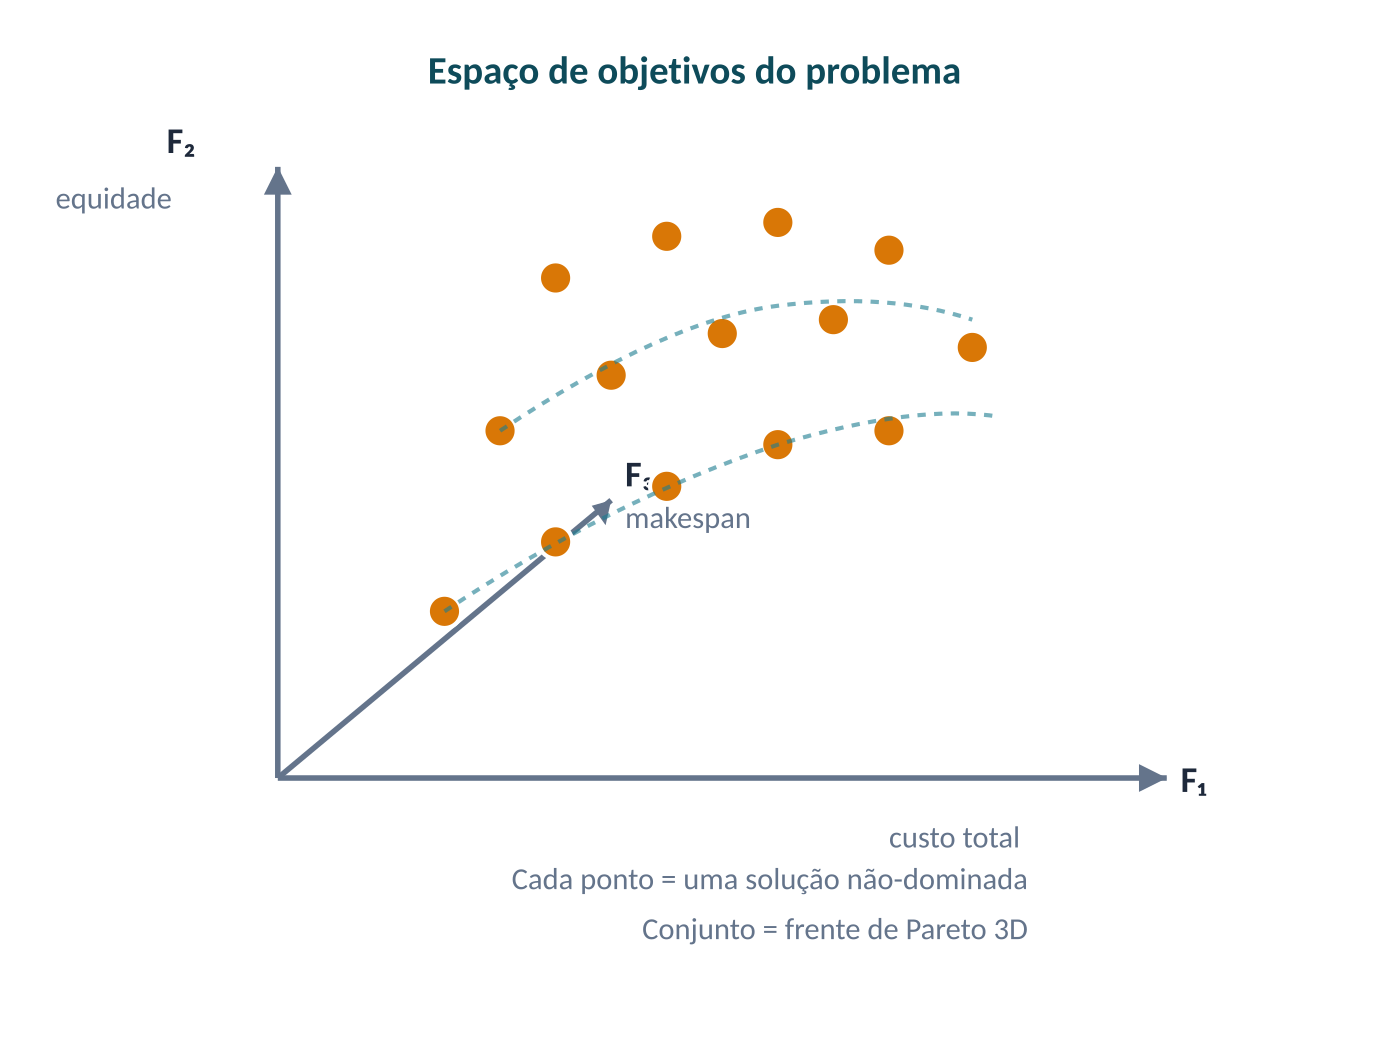 Espaço de objetivos do problema
F₂
equidade
F₃
makespan
F₁
custo total
Cada ponto = uma solução não-dominada
Conjunto = frente de Pareto 3D